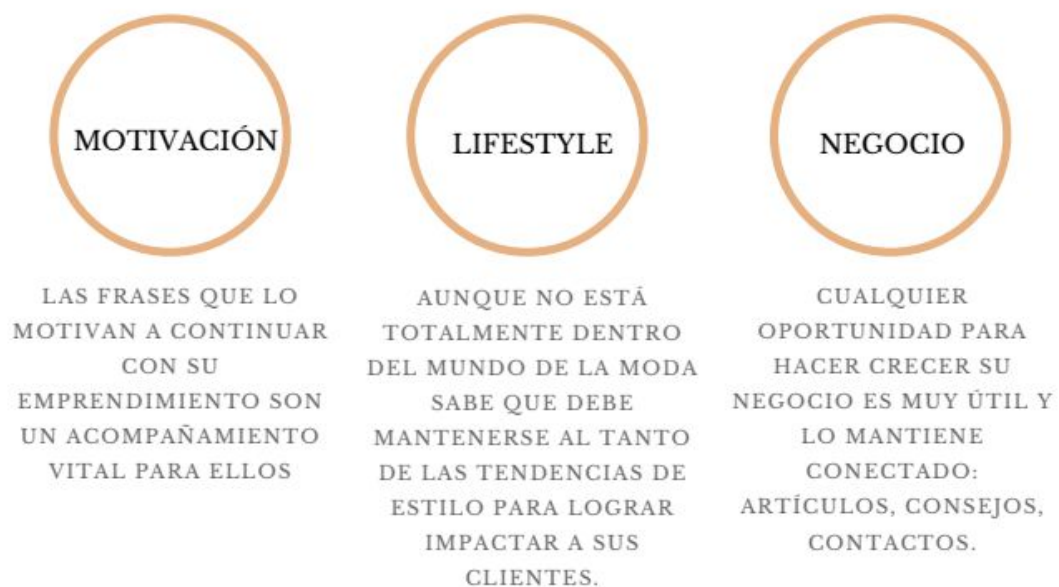 MOTIVACIÓN
LAS FRASES QUE LO
MOTIVAN A CONTINUAR
CON SU
EMPRENDIMIENTO SON
UN ACOMPAÑAMIENTO
VITAL PARA ELLOS
LIFESTYLE
AUNQUE NO ESTÁ
TOTALMENTE DENTRO
DEL MUNDO DE LA MODA
SABE QUE DEBE
MANTENERSE AL TANTO
DE LAS TENDENCIAS DE
ESTILO PARA LOGRAR
IMPACTAR A SUS
CLIENTES.
NEGOCIO
CUALQUIER
OPORTUNIDAD PARA
HACER CRECER SU
NEGOCIO ES MUY ÚTIL Y
LO MANTIENE
CONECTADO:
ARTÍCULOS, CONSEJOS,
CONTACTOS.